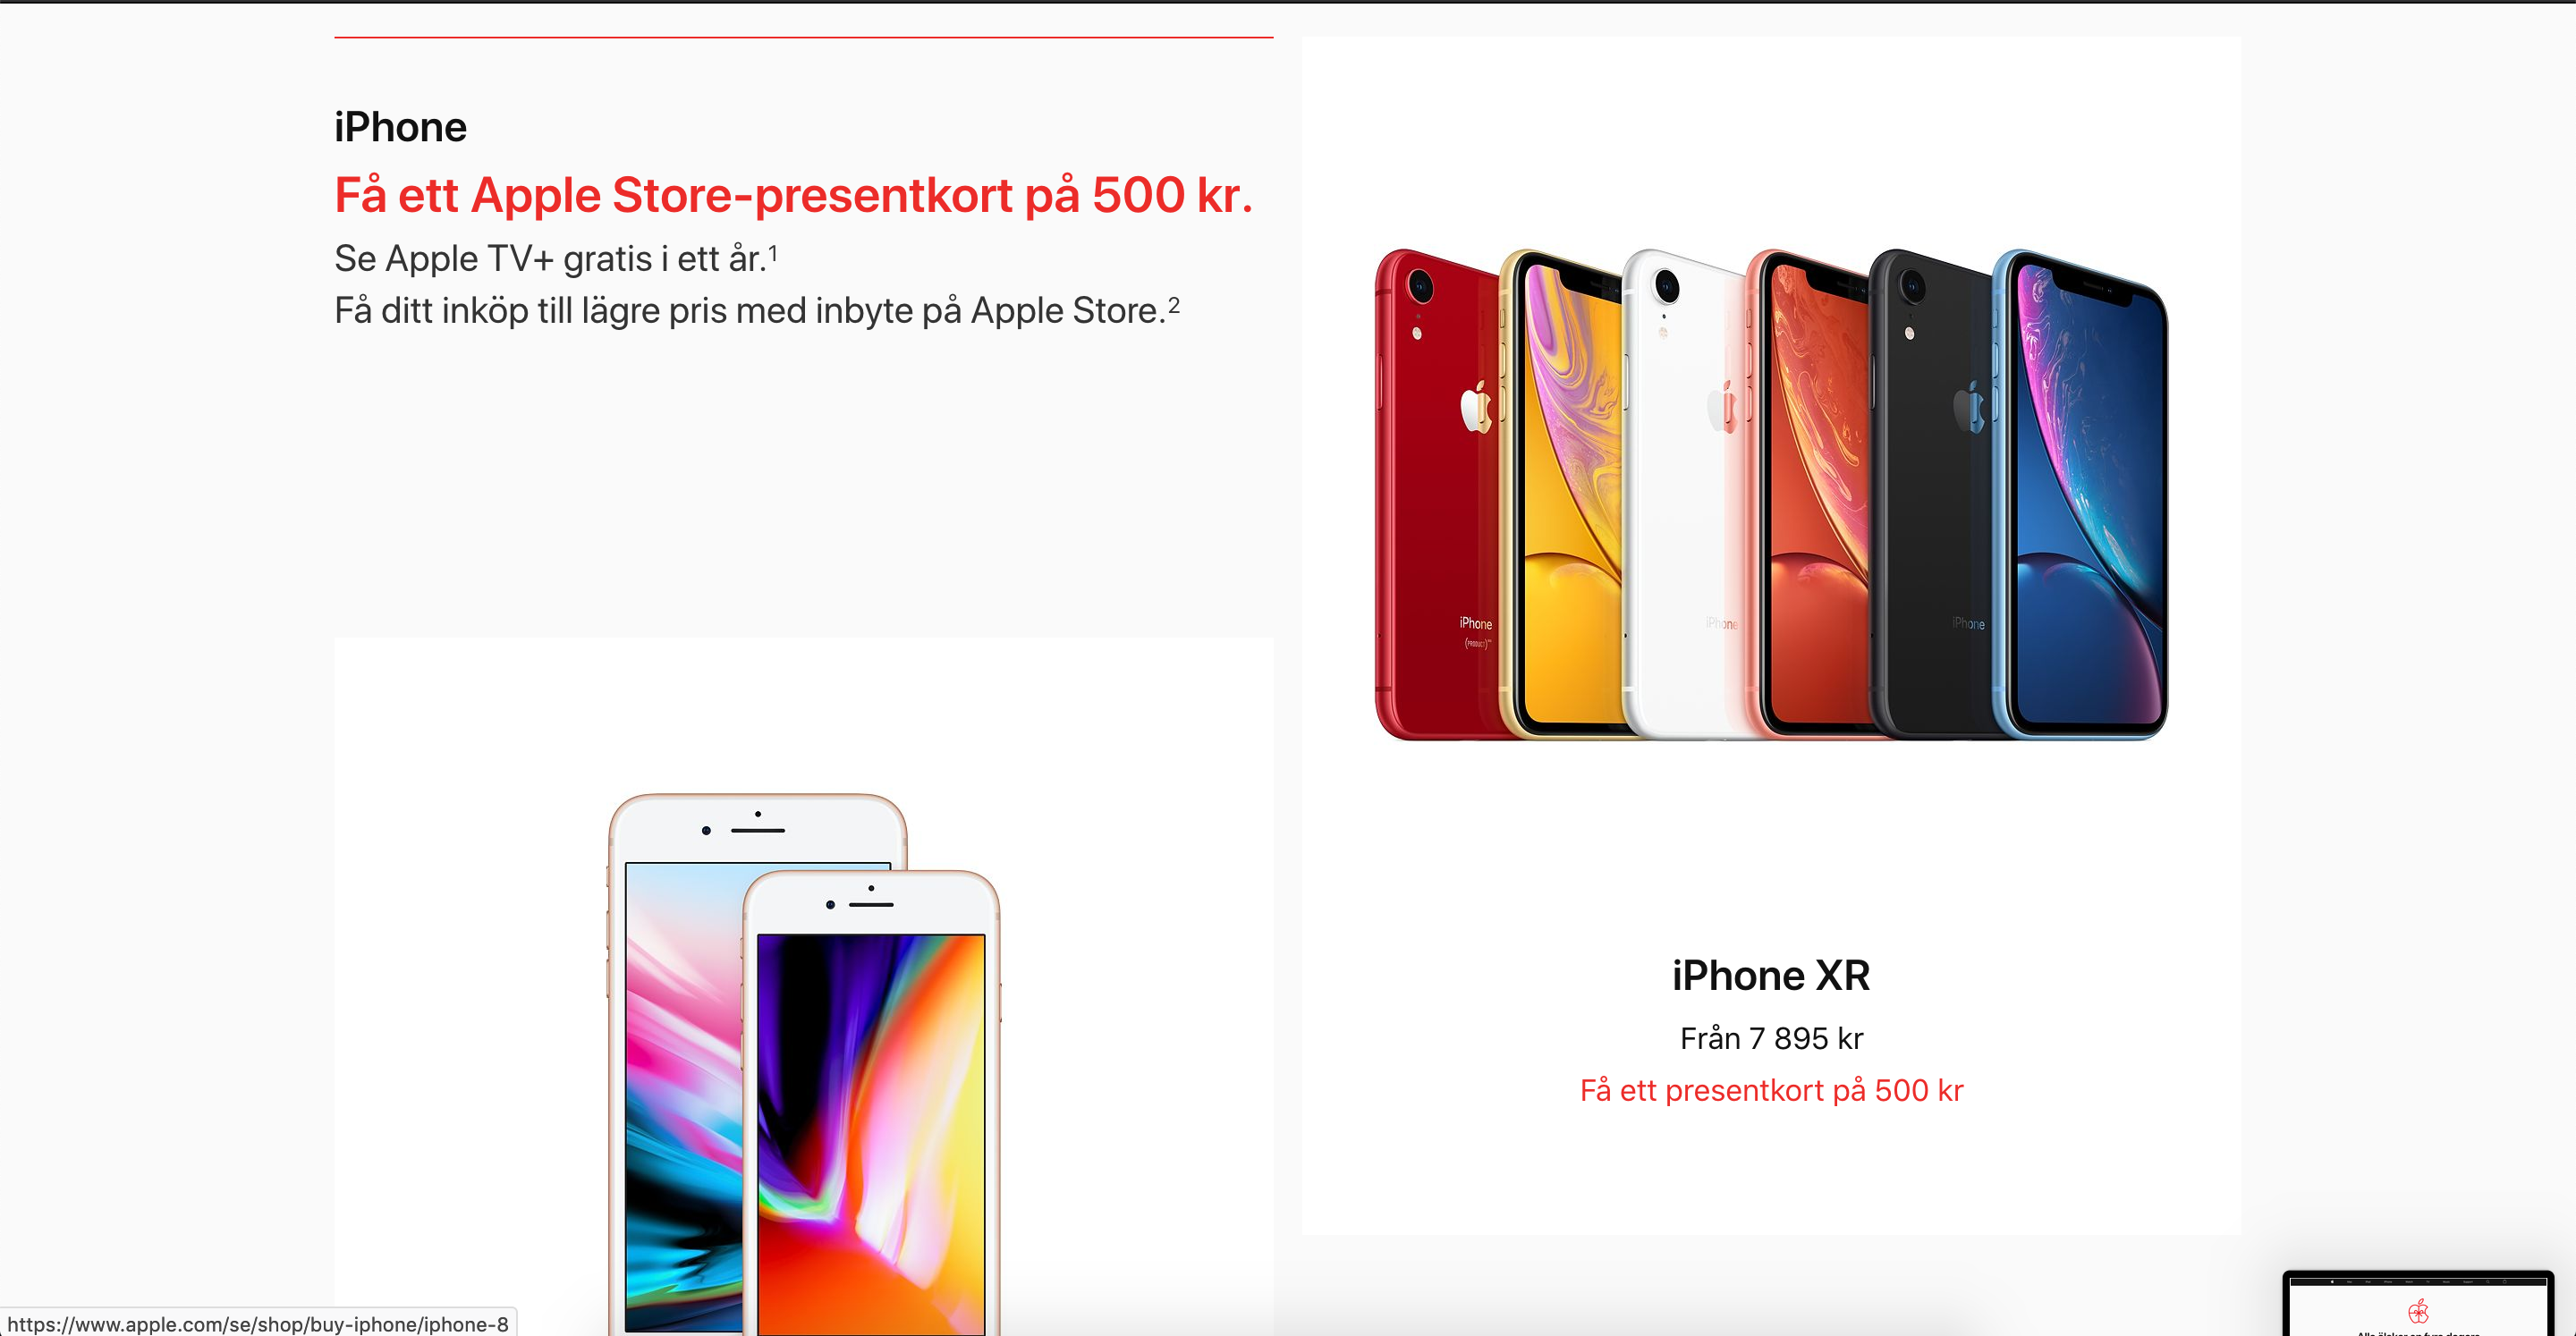 iPhone
Få ett Apple Store-presentkort på 500 kr.
Se Apple TV+ gratis i ett år.¹
Få ditt inköp till lägre pris med inbyte på Apple Store.²
iPhone
(PRODUCT)
iPhone
iPhone
iPhone XR
Från 7 895 kr
Få ett presentkort på 500 kr
https://www.apple.com/se/shop/buy-iphone/iphone-8